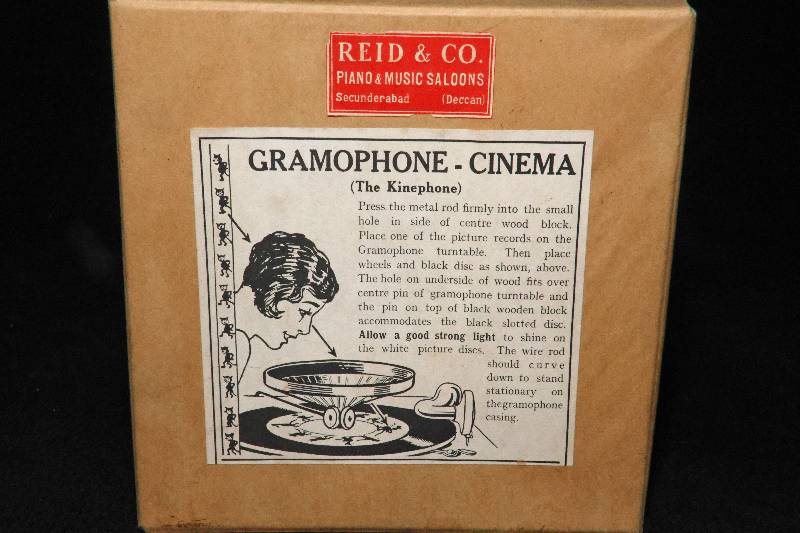 REID & CO.
PIANO & MUSIC SALOONS
Secunderabad (Deccan)
GRAMOPHONE - CINEMA
(The Kinephone)
Press the metal rod firmly into the small
hole in side of centre wood block.
Place one of the picture records on the
Gramophone turntable. Then place
wheels and black disc as shown, above.
The hole on underside of wood fits over
centre pin of gramophone turntable and
the pin on top of black wooden block
accommodates the black slotted disc.
Allow a good strong light to shine on
the white picture discs. The wire rod
should curve
down to stand
stationary on
thegramophone
casing.